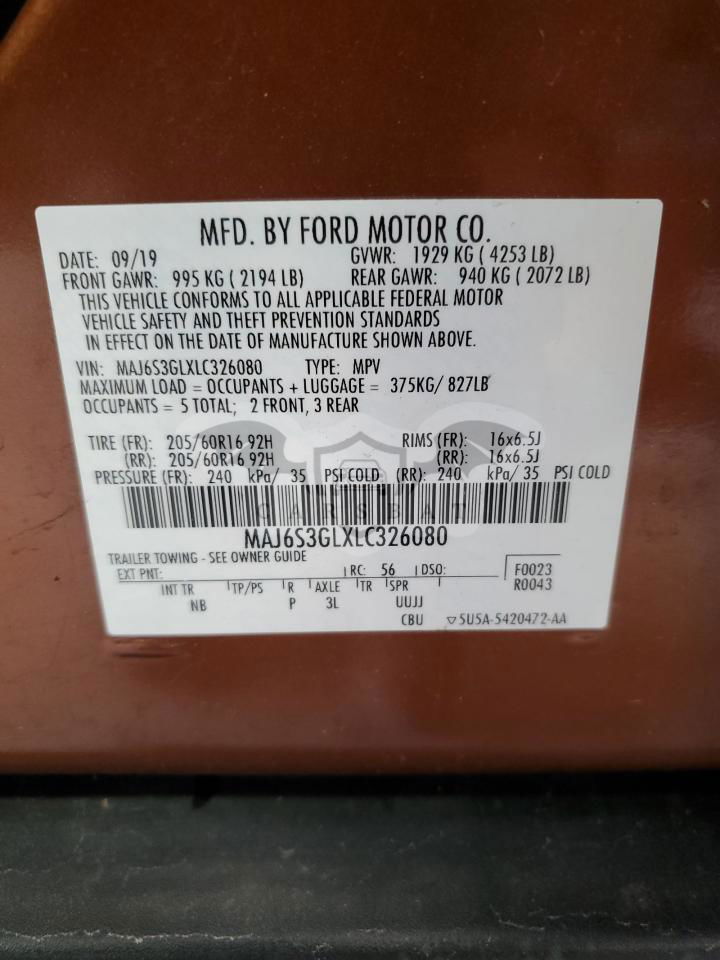 MFD. BY FORD MOTOR CO.
DATE: 09/19 GVWR: 1929 KG ( 4253 LB)
FRONT GAWR: 995 KG ( 2194 LB) REAR GAWR: 940 KG ( 2072 LB)
THIS VEHICLE CONFORMS TO ALL APPLICABLE FEDERAL MOTOR
VEHICLE SAFETY AND THEFT PREVENTION STANDARDS
IN EFFECT ON THE DATE OF MANUFACTURE SHOWN ABOVE.
VIN: MAJ6S3GLXLC326080 TYPE: MPV
MAXIMUM LOAD = OCCUPANTS + LUGGAGE = 375KG/ 827LB
OCCUPANTS = 5 TOTAL; 2 FRONT, 3 REAR
TIRE (FR): 205/60R16 92H RIMS (FR): 16x6.5J
(RR): 205/60R16 92H (RR): 16x6.5J
PRESSURE (FR): 240 kPa/ 35 PSI COLD (RR): 240 kPa/ 35 PSI COLD
CARSBAT
MAJ6S3GLXLC326080
TRAILER TOWING - SEE OWNER GUIDE
EXT PNT: RC: 56 DSO: F0023
INT TR TP/PS R AXLE TR SPR R0043
NB P 3L UUJJ
CBU ▽5U5A-5420472-AA